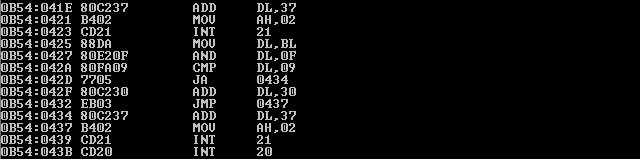 0B54:041E 80C237 ADD DL,37
0B54:0421 B402 MOV AH,02
0B54:0423 CD21 INT 21
0B54:0425 88DA MOV DL,BL
0B54:0427 80E20F AND DL,0F
0B54:042A 80FA09 CMP DL,09
0B54:042D 7705 JA 0434
0B54:042F 80C230 ADD DL,30
0B54:0432 EB03 JMP 0437
0B54:0434 80C237 ADD DL,37
0B54:0437 B402 MOV AH,02
0B54:0439 CD21 INT 21
0B54:043B CD20 INT 20